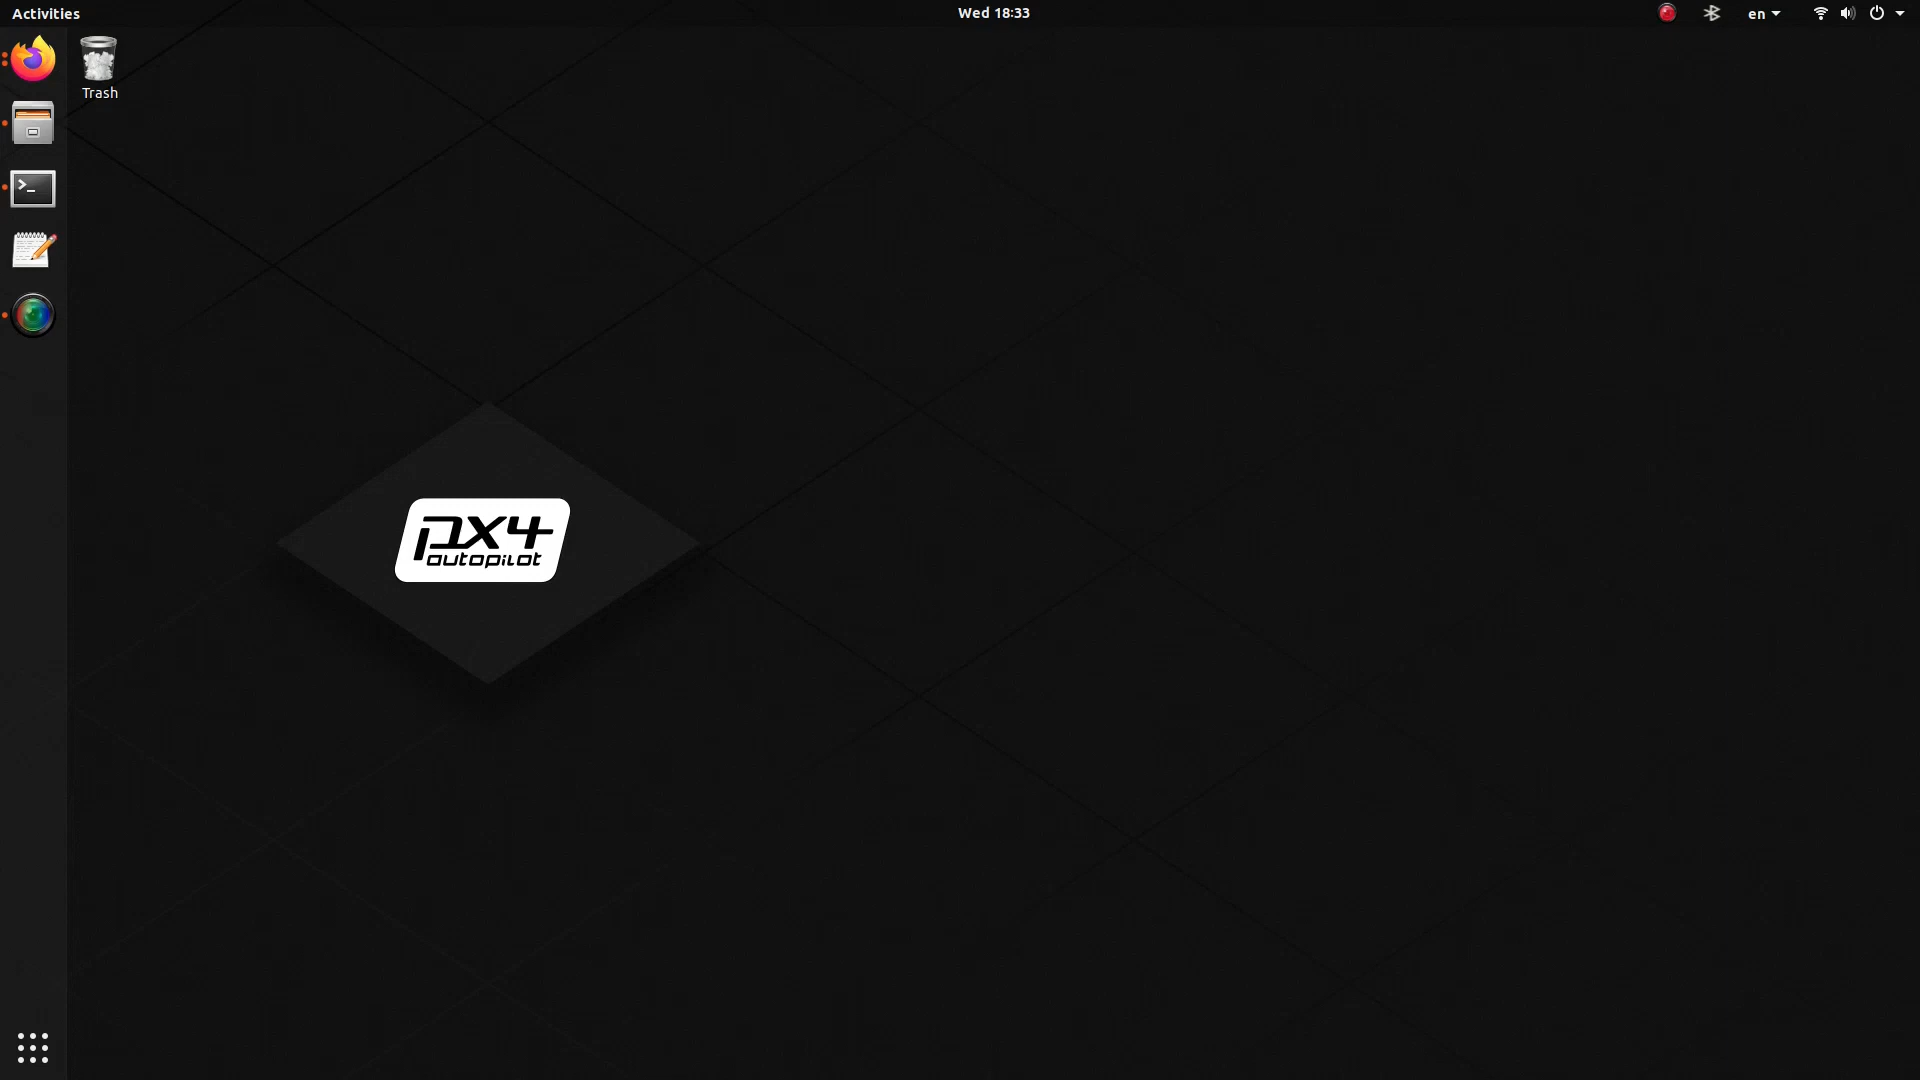 Activities
Wed 18:33
en
Trash
px4
autopilot